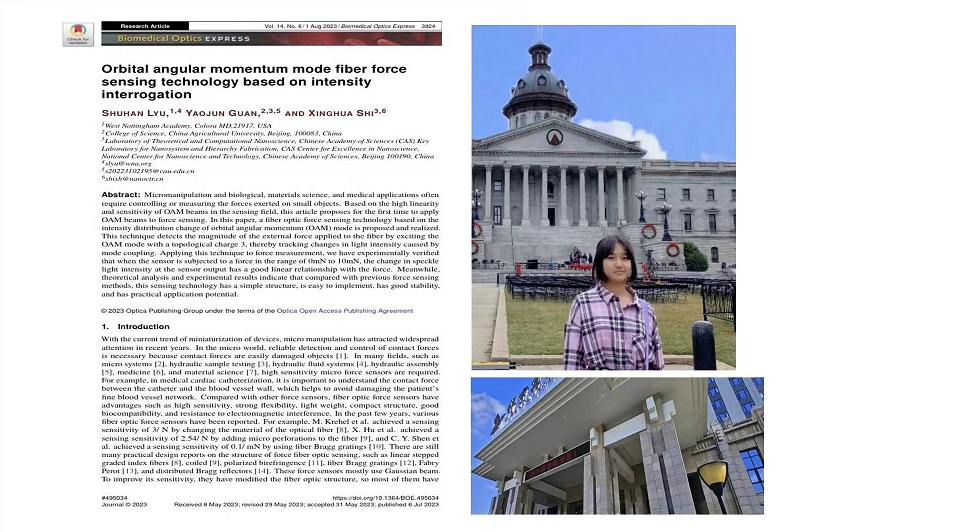 Check for
updates
Research Article
Vol. 14, No. 8 / 1 Aug 2023 / Biomedical Optics Express 3924
Biomedical Optics EXPRESS
Orbital angular momentum mode fiber force
sensing technology based on intensity
interrogation
SHUHAN LYU,1,4 YAOJUN GUAN,2,3,5 AND XINGHUA SHI3,6
1West Nottingham Academy, Colora MD,21917, USA
2College of Science, China Agricultural University, Beijing, 100083, China
3Laboratory of Theoretical and Computational Nanoscience, Chinese Academy of Sciences (CAS) Key
Laboratory for Nanosystem and Hierarchy Fabrication, CAS Center for Excellence in Nanoscience,
National Center for Nanoscience and Technology, Chinese Academy of Sciences, Beijing 100190, China
4slyu@wna.org
5s20223102195@cau.edu.cn
6shixh@nanoctr.cn
Abstract: Micromanipulation and biological, materials science, and medical applications often
require controlling or measuring the forces exerted on small objects. Based on the high linearity
and sensitivity of OAM beams in the sensing field, this article proposes for the first time to apply
OAM beams to force sensing. In this paper, a fiber optic force sensing technology based on the
intensity distribution change of orbital angular momentum (OAM) mode is proposed and realized.
This technique detects the magnitude of the external force applied to the fiber by exciting the
OAM mode with a topological charge 3, thereby tracking changes in light intensity caused by
mode coupling. Applying this technique to force measurement, we have experimentally verified
that when the sensor is subjected to a force in the range of 0mN to 10mN, the change in speckle
light intensity at the sensor output has a good linear relationship with the force. Meanwhile,
theoretical analysis and experimental results indicate that compared with previous force sensing
methods, this sensing technology has a simple structure, is easy to implement, has good stability,
and has practical application potential.
© 2023 Optica Publishing Group under the terms of the Optica Open Access Publishing Agreement
1. Introduction
With the current trend of miniaturization of devices, micro manipulation has attracted widespread
attention in recent years. In the micro world, reliable detection and control of contact forces
is necessary because contact forces are easily damaged objects [1]. In many fields, such as
micro systems [2], hydraulic sample testing [3], hydraulic fluid systems [4], hydraulic assembly
[5], medicine [6], and material science [7], high sensitivity micro force sensors are required.
For example, in medical cardiac catheterization, it is important to understand the contact force
between the catheter and the blood vessel wall, which helps to avoid damaging the patient's
fine blood vessel network. Compared with other force sensors, fiber optic force sensors have
advantages such as high sensitivity, strong flexibility, light weight, compact structure, good
biocompatibility, and resistance to electromagnetic interference. In the past few years, various
fiber optic force sensors have been reported. For example, M. Krehel et al. achieved a sensing
sensitivity of 3/ N by changing the material of the optical fiber [8], X. Hu et al. achieved a
sensing sensitivity of 2.54/ N by adding micro perforations to the fiber [9], and C. Y. Shen et
al. achieved a sensing sensitivity of 0.1/ mN by using fiber Bragg gratings [10]. There are still
many practical design reports on the structure of force fiber optic sensing, such as linear stepped
graded index fibers [8], coiled [9], polarized birefringence [11], fiber Bragg gratings [12], Fabry
Perot [13], and distributed Bragg reflectors [14]. These force sensors mostly use Gaussian beam.
To improve its sensitivity, they have modified the fiber optic structure, so most of them have
#495034
https://doi.org/10.1364/BOE.495034
Journal © 2023
Received 8 May 2023; revised 29 May 2023; accepted 31 May 2023; published 6 Jul 2023